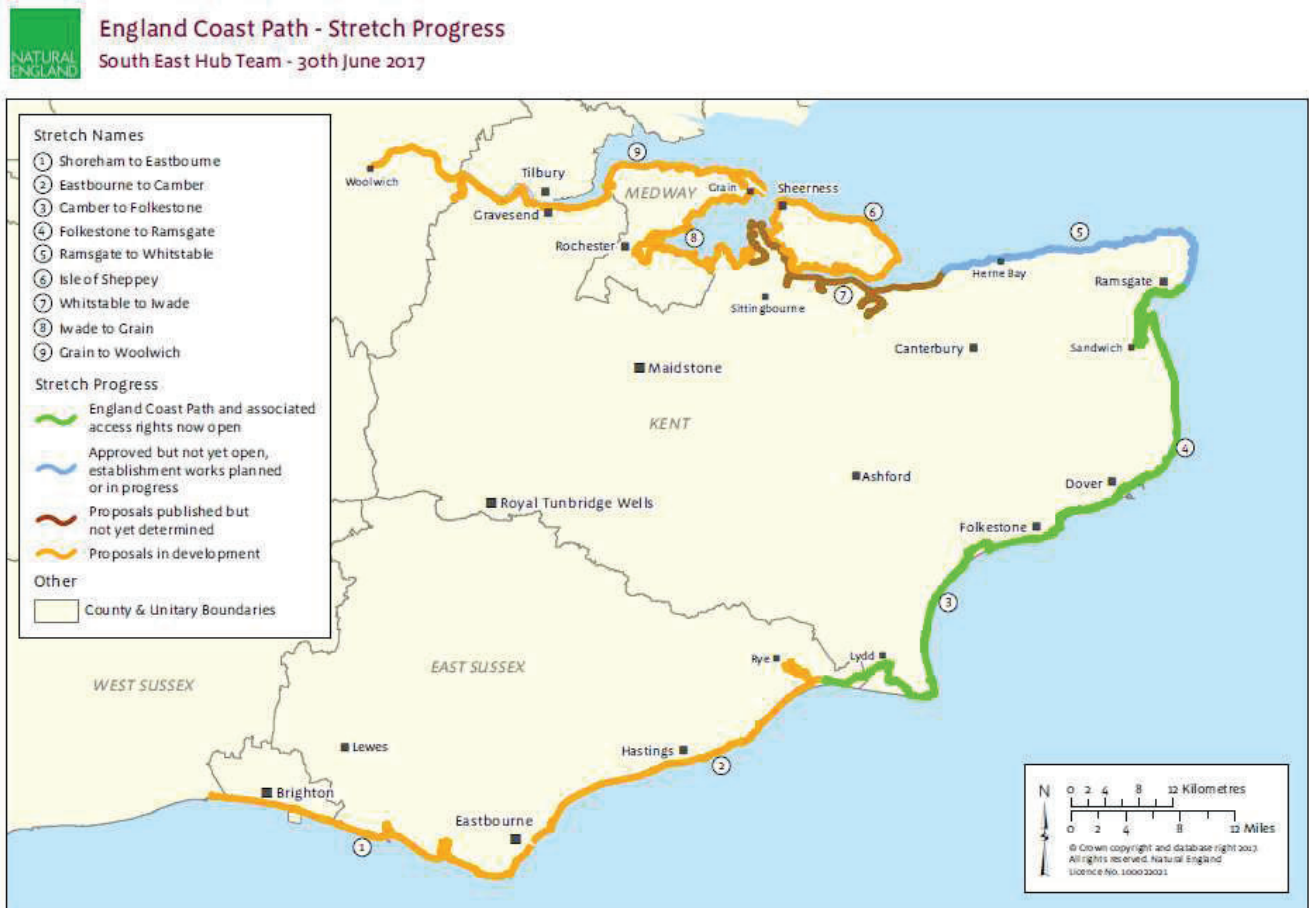 NATURAL
ENGLAND
England Coast Path - Stretch Progress
South East Hub Team - 30th June 2017
Stretch Names
1 Shoreham to Eastbourne
2 Eastbourne to Camber
3 Camber to Folkestone
4 Folkestone to Ramsgate
5 Ramsgate to Whitstable
6 Isle of Sheppey
7 Whitstable to Iwade
8 Iwade to Grain
9 Grain to Woolwich
Stretch Progress
England Coast Path and associated
access rights now open
Approved but not yet open,
establishment works planned
or in progress
Proposals published but
not yet determined
Proposals in development
Other
County & Unitary Boundaries
Woolwich
Tilbury
Gravesend
9
MEDWAY
Grain
Sheerness
6
Rochester
8
5
Herne Bay
Ramsgate
Sittingbourne
7
Canterbury
Sandwich
Maidstone
KENT
4
Ashford
Dover
Royal Tunbridge Wells
Folkestone
3
Rye
Lydd
EAST SUSSEX
WEST SUSSEX
Lewes
Hastings
2
Brighton
Eastbourne
1
N
0 2 4 8 12 Kilometres
0 2 4 8 12 Miles
© Crown copyright and database right 2017.
All rights reserved. Natural England
Licence No. 100022021